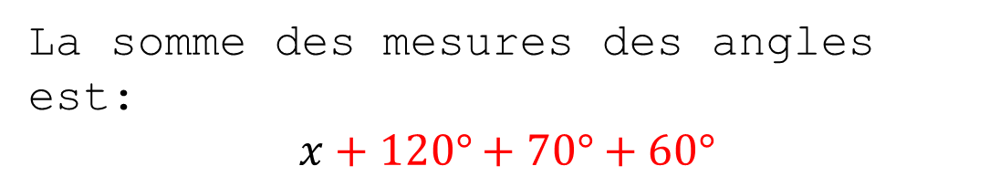 La somme des mesures des angles
est:
x + 120° + 70° + 60°